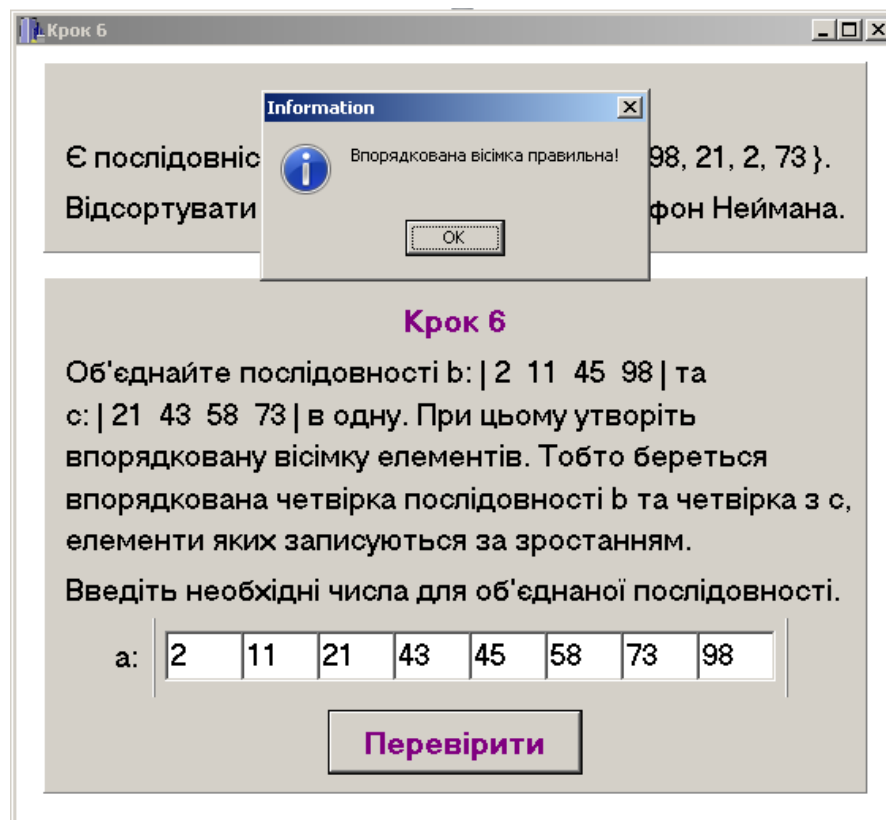 Крок 6
Information
Впорядкована вісімка правильна!
OK
Є послідовніс 98, 21, 2, 73 }.
Відсортувати фон Неймана.
Крок 6
Об'єднайте послідовності b: | 2 11 45 98 | та
c: | 21 43 58 73 | в одну. При цьому утворіть
впорядковану вісімку елементів. Тобто береться
впорядкована четвірка послідовності b та четвірка з c,
елементи яких записуються за зростанням.
Введіть необхідні числа для об'єднаної послідовності.
a: 2 11 21 43 45 58 73 98
Перевірити